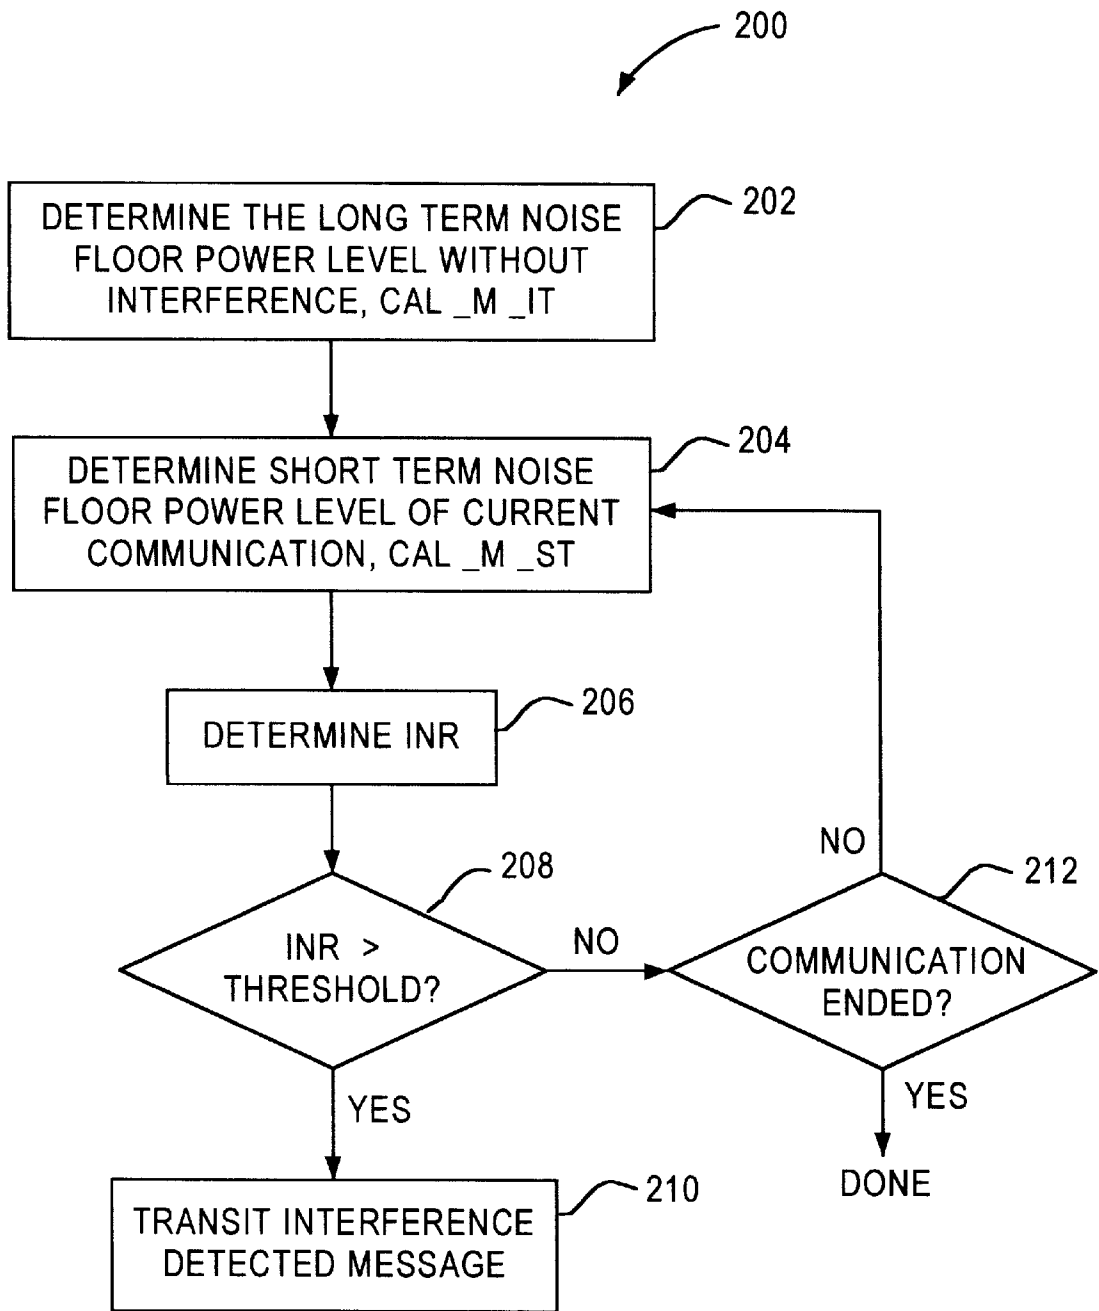 200
DETERMINE THE LONG TERM NOISE
FLOOR POWER LEVEL WITHOUT
INTERFERENCE, CAL _M _IT
202
DETERMINE SHORT TERM NOISE
FLOOR POWER LEVEL OF CURRENT
COMMUNICATION, CAL _M _ST
204
DETERMINE INR
206
INR >
THRESHOLD?
208
NO
COMMUNICATION
ENDED?
212
NO
YES
DONE
YES
TRANSIT INTERFERENCE
DETECTED MESSAGE
210